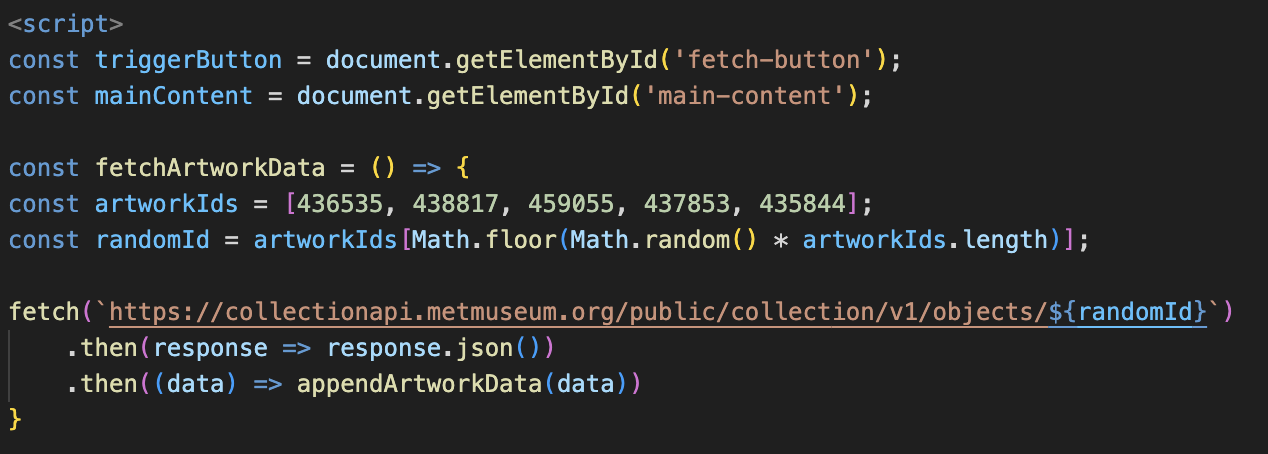 <script>
const triggerButton = document.getElementById('fetch-button');
const mainContent = document.getElementById('main-content');
const fetchArtworkData = () => {
const artworkIds = [436535, 438817, 459055, 437853, 435844];
const randomId = artworkIds[Math.floor(Math.random() * artworkIds.length)];
fetch(`https://collectionapi.metmuseum.org/public/collection/v1/objects/${randomId}`)
    .then(response => response.json())
    .then((data) => appendArtworkData(data))
}